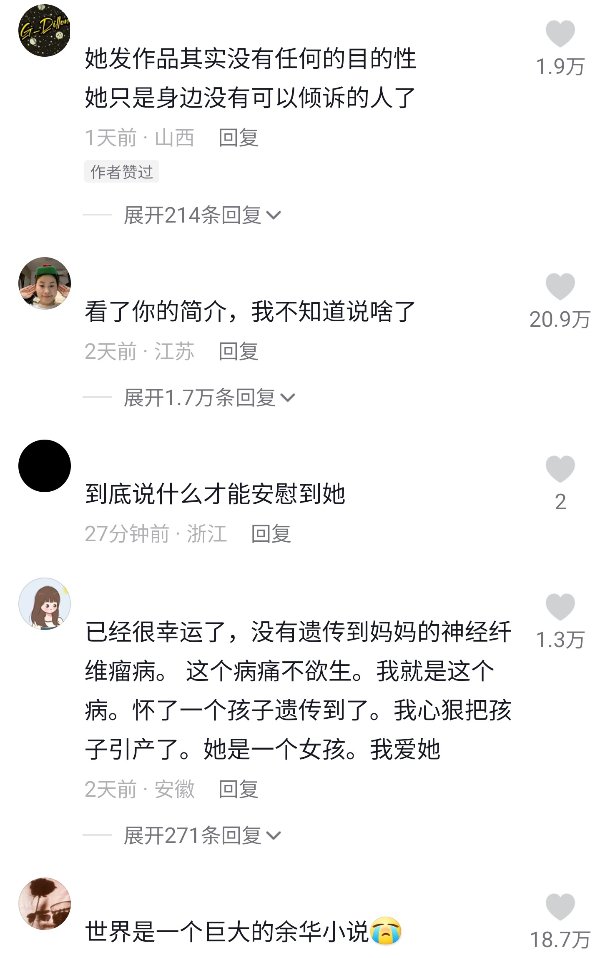 G_Dillon
她发作品其实没有任何的目的性
1.9万
她只是身边没有可以倾诉的人了
1天前 · 山西 回复
作者赞过
展开214条回复
看了你的简介，我不知道说啥了
20.9万
2天前 · 江苏 回复
展开1.7万条回复
到底说什么才能安慰到她
2
27分钟前 · 浙江 回复
已经很幸运了，没有遗传到妈妈的神经纤
1.3万
维瘤病。 这个病痛不欲生。我就是这个
病。怀了一个孩子遗传到了。我心狠把孩
子引产了。她是一个女孩。我爱她
2天前 · 安徽 回复
展开271条回复
世界是一个巨大的余华小说😭
18.7万